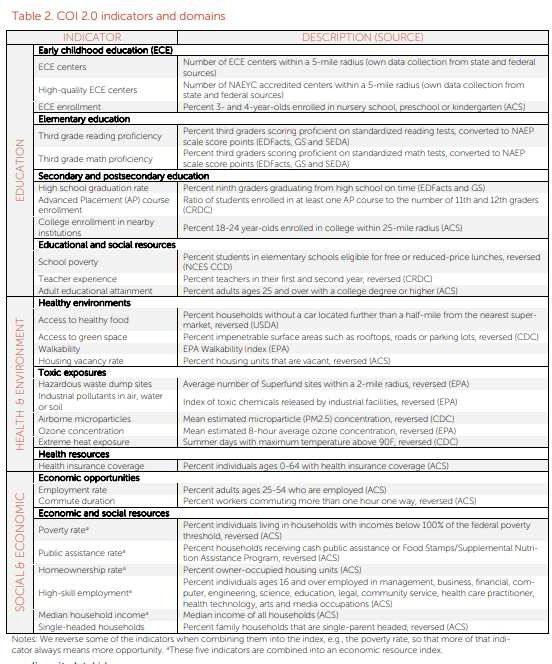 Table 2. COI 2.0 indicators and domains
INDICATOR
DESCRIPTION (SOURCE)
EDUCATION
Early childhood education (ECE)
ECE centers
Number of ECE centers within a 5-mile radius (own data collection from state and federal
sources)
High-quality ECE centers
Number of NAEYC accredited centers within a 5-mile radius (own data collection from
state and federal sources)
ECE enrollment
Percent 3- and 4-year-olds enrolled in nursery school, preschool or kindergarten (ACS)
Elementary education
Third grade reading proficiency
Percent third graders scoring proficient on standardized reading tests, converted to NAEP
scale score points (EDFacts, GS and SEDA)
Third grade math proficiency
Percent third graders scoring proficient on standardized math tests, converted to NAEP
scale score points (EDFacts, GS and SEDA)
Secondary and postsecondary education
High school graduation rate
Percent ninth graders graduating from high school on time (EDFacts and GS)
Advanced Placement (AP) course
enrollment
Ratio of students enrolled in at least one AP course to the number of 11th and 12th graders
(CRDC)
College enrollment in nearby
institutions
Percent 18-24 year-olds enrolled in college within 25-mile radius (ACS)
Educational and social resources
School poverty
Percent students in elementary schools eligible for free or reduced-price lunches, reversed
(NCES CCD)
Teacher experience
Percent teachers in their first and second year, reversed (CRDC)
Adult educational attainment
Percent adults ages 25 and over with a college degree or higher (ACS)
HEALTH & ENVIRONMENT
Healthy environments
Access to healthy food
Percent households without a car located further than a half-mile from the nearest super-
market, reversed (USDA)
Access to green space
Percent impenetrable surface areas such as rooftops, roads or parking lots, reversed (CDC)
Walkability
EPA Walkability Index (EPA)
Housing vacancy rate
Percent housing units that are vacant, reversed (ACS)
Toxic exposures
Hazardous waste dump sites
Average number of Superfund sites within a 2-mile radius, reversed (EPA)
Industrial pollutants in air, water
or soil
Index of toxic chemicals released by industrial facilities, reversed (EPA)
Airborne microparticles
Mean estimated microparticle (PM2.5) concentration, reversed (CDC)
Ozone concentration
Mean estimated 8-hour average ozone concentration, reversed (EPA)
Extreme heat exposure
Summer days with maximum temperature above 90F, reversed (CDC)
Health resources
Health insurance coverage
Percent individuals ages 0-64 with health insurance coverage (ACS)
SOCIAL & ECONOMIC
Economic opportunities
Employment rate
Percent adults ages 25-54 who are employed (ACS)
Commute duration
Percent workers commuting more than one hour one way, reversed (ACS)
Economic and social resources
Poverty rateª
Percent individuals living in households with incomes below 100% of the federal poverty
threshold, reversed (ACS)
Public assistance rateª
Percent households receiving cash public assistance or Food Stamps/Supplemental Nutri-
tion Assistance Program, reversed (ACS)
Homeownership rateª
Percent owner-occupied housing units (ACS)
High-skill employmentª
Percent individuals ages 16 and over employed in management, business, financial, com-
puter, engineering, science, education, legal, community service, health care practitioner,
health technology, arts and media occupations (ACS)
Median household incomeª
Median income of all households (ACS)
Single-headed households
Percent family households that are single-parent headed, reversed (ACS)
Notes: We reverse some of the indicators when combining them into the index, e.g., the poverty rate, so that more of that indi-
cator always means more opportunity. ªThese five indicators are combined into an economic resource index.